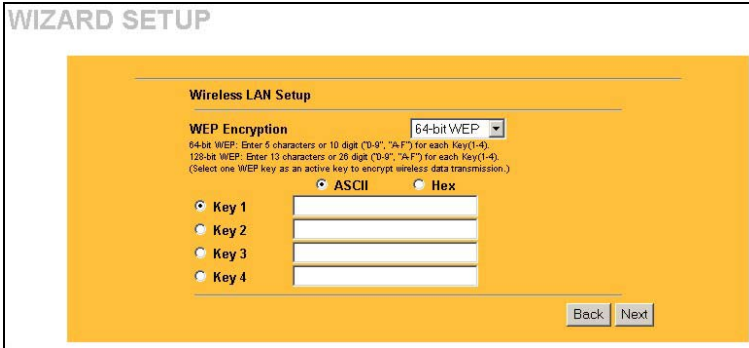 WIZARD SETUP
Wireless LAN Setup
WEP Encryption 64-bit WEP
64-bit WEP: Enter 5 characters or 10 digit ("0-9", "A-F") for each Key(1-4).
128-bit WEP: Enter 13 characters or 26 digit ("0-9", "A-F") for each Key(1-4).
(Select one WEP key as an active key to encrypt wireless data transmission.)
ASCII Hex
Key 1
Key 2
Key 3
Key 4
Back Next